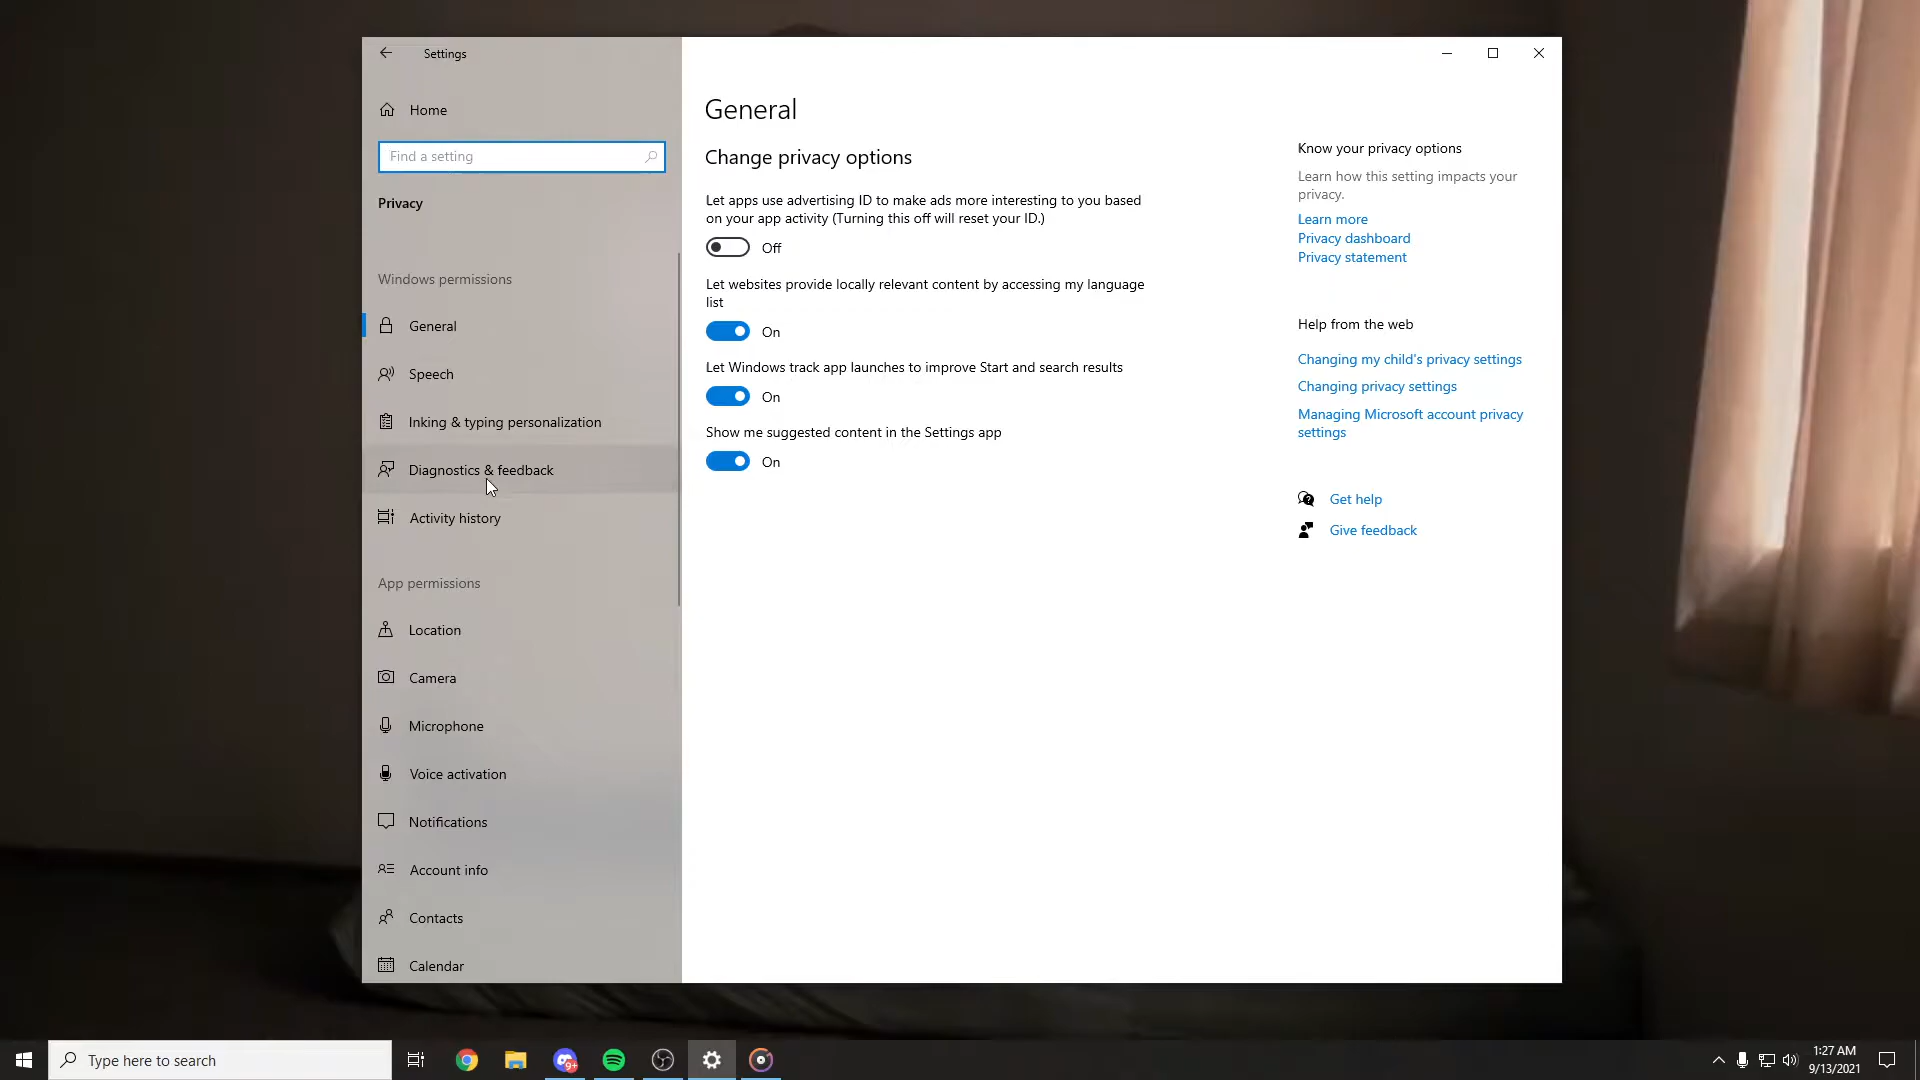 Settings
Home
Find a setting
Privacy
Windows permissions
General
Speech
Inking & typing personalization
Diagnostics & feedback
Activity history
App permissions
Location
Camera
Microphone
Voice activation
Notifications
Account info
Contacts
Calendar
General
Change privacy options
Let apps use advertising ID to make ads more interesting to you based
on your app activity (Turning this off will reset your ID.)
Off
Let websites provide locally relevant content by accessing my language
list
On
Let Windows track app launches to improve Start and search results
On
Show me suggested content in the Settings app
On
Know your privacy options
Learn how this setting impacts your
privacy.
Learn more
Privacy dashboard
Privacy statement
Help from the web
Changing my child's privacy settings
Changing privacy settings
Managing Microsoft account privacy
settings
Get help
Give feedback
Type here to search
9+
1:27 AM
9/13/2021